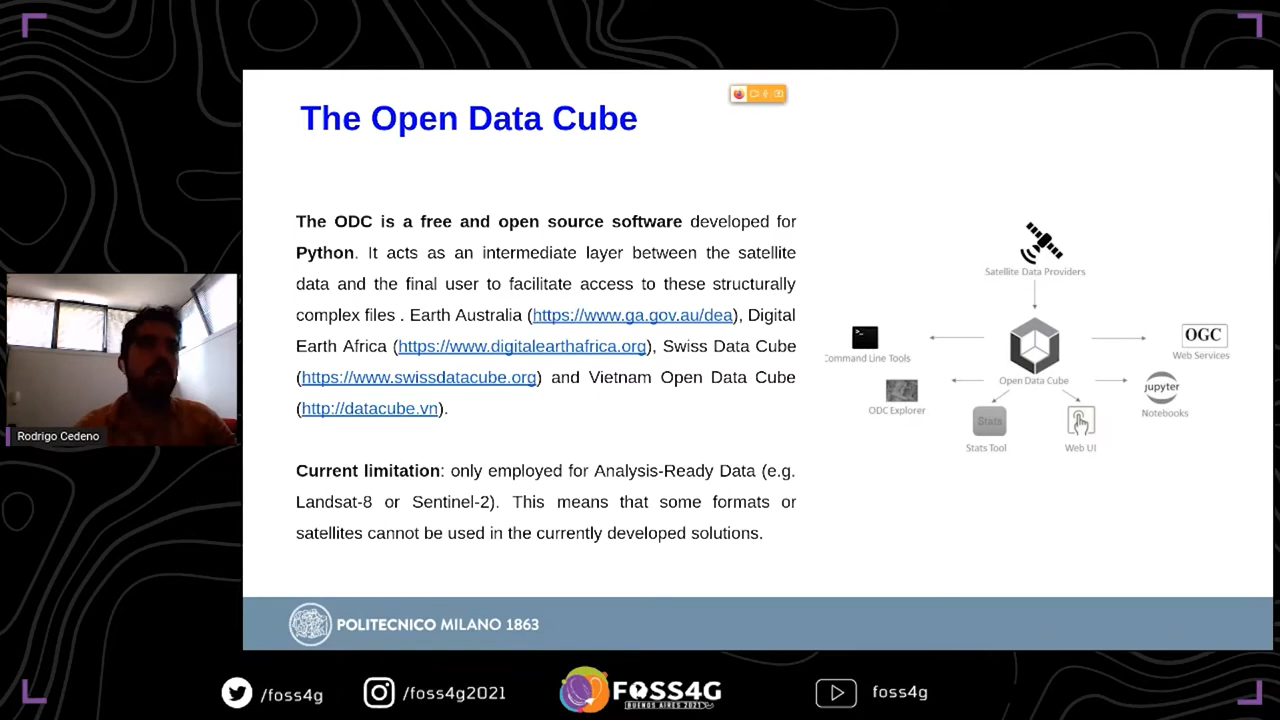 The Open Data Cube
The ODC is a free and open source software developed for
Python. It acts as an intermediate layer between the satellite
data and the final user to facilitate access to these structurally
complex files . Earth Australia (https://www.ga.gov.au/dea), Digital
Earth Africa (https://www.digitalearthafrica.org), Swiss Data Cube
(https://www.swissdatacube.org) and Vietnam Open Data Cube
(http://datacube.vn).
Current limitation: only employed for Analysis-Ready Data (e.g.
Landsat-8 or Sentinel-2). This means that some formats or
satellites cannot be used in the currently developed solutions.
Satellite Data Providers
>_
Command Line Tools
OGC
Web Services
Open Data Cube
ODC Explorer
jupyter
Notebooks
Stats
Stats Tool
Web UI
Rodrigo Cedeno
POLITECNICO MILANO 1863
/foss4g
/foss4g2021
FOSS4G
BUENOS AIRES 2021
foss4g